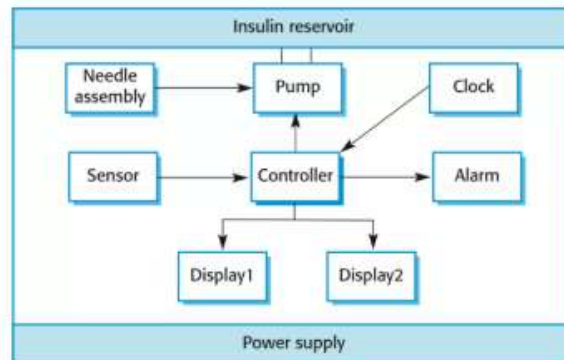 Insulin reservoir
Needle
assembly
Pump
Clock
Sensor
Controller
Alarm
Display1
Display2
Power supply